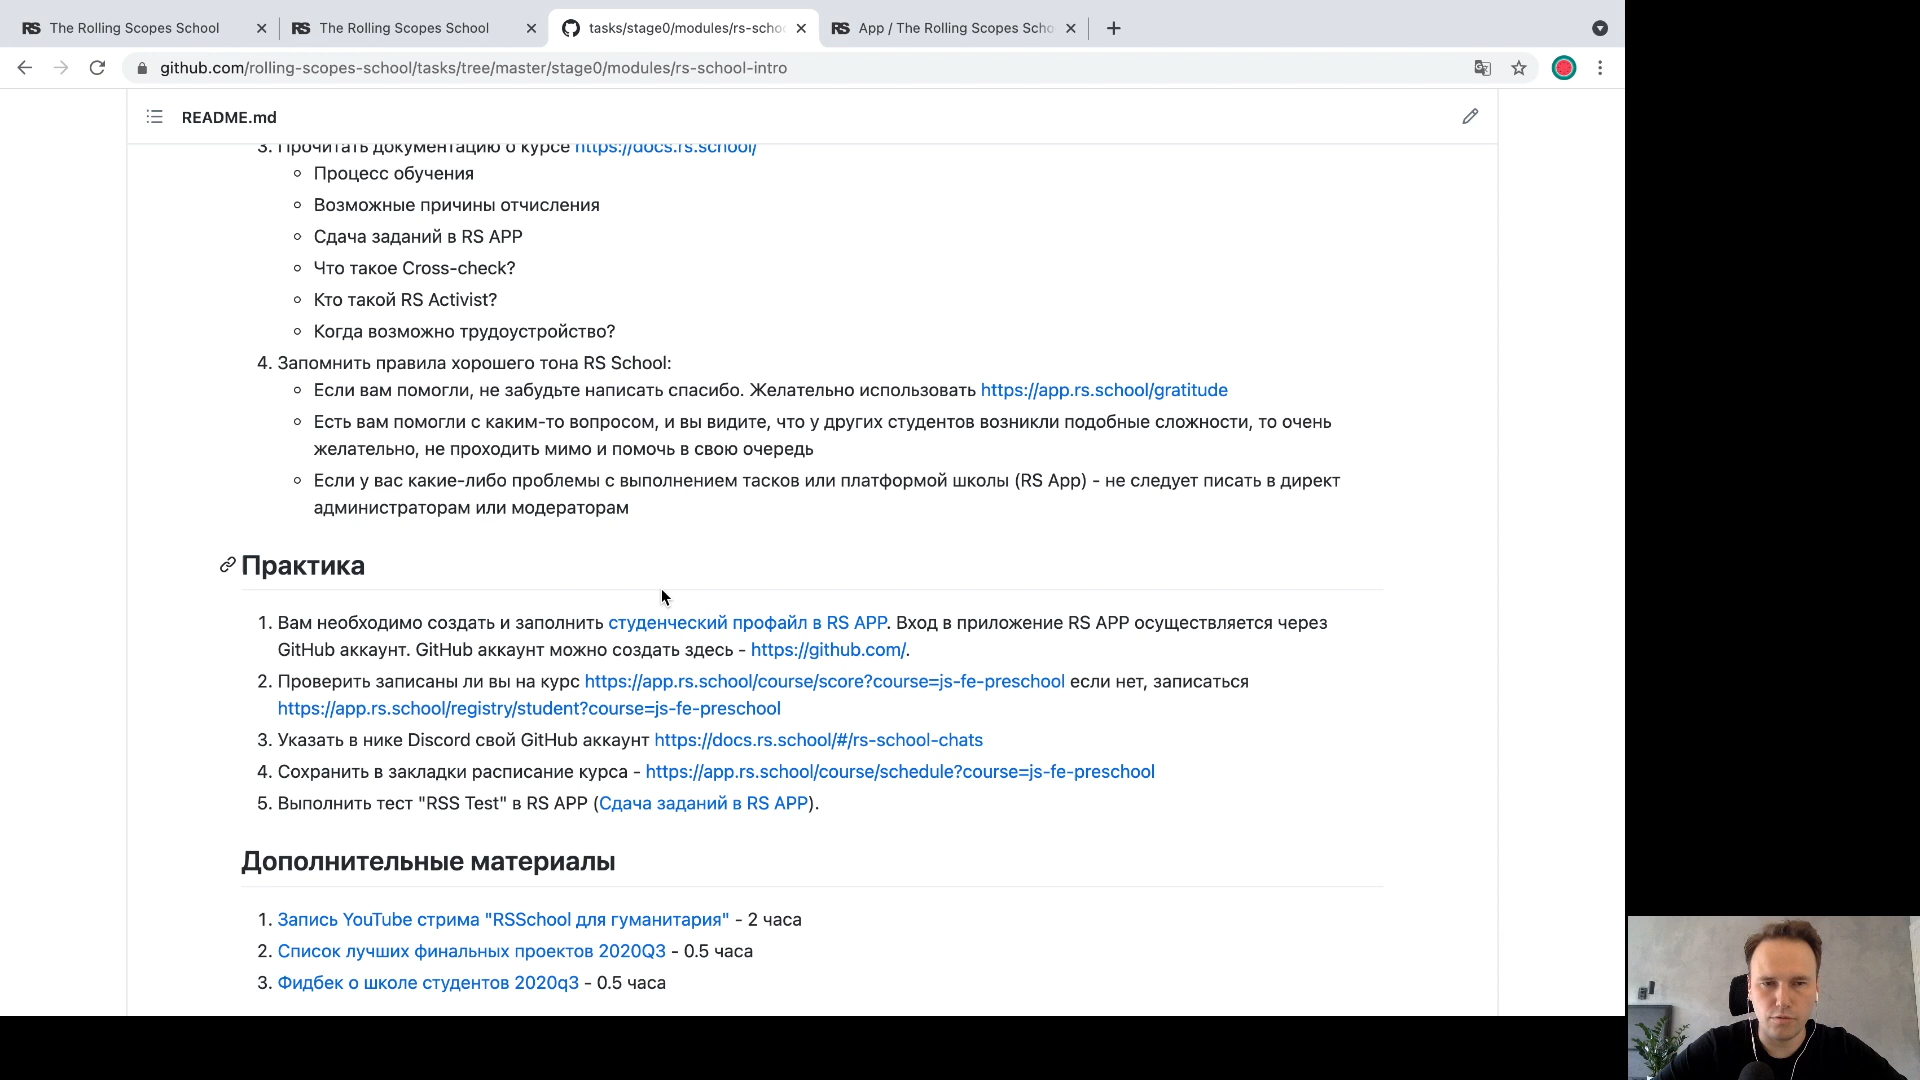 The Rolling Scopes School
The Rolling Scopes School
tasks/stage0/modules/rs-schoo
App / The Rolling Scopes Scho
github.com/rolling-scopes-school/tasks/tree/master/stage0/modules/rs-school-intro
README.md
3. Прочитать документацию о курсе https://docs.rs.school/
Процесс обучения
Возможные причины отчисления
Сдача заданий в RS APP
Что такое Cross-check?
Кто такой RS Activist?
Когда возможно трудоустройство?
4. Запомнить правила хорошего тона RS School:
Если вам помогли, не забудьте написать спасибо. Желательно использовать https://app.rs.school/gratitude
Есть вам помогли с каким-то вопросом, и вы видите, что у других студентов возникли подобные сложности, то очень
желательно, не проходить мимо и помочь в свою очередь
Если у вас какие-либо проблемы с выполнением тасков или платформой школы (RS App) - не следует писать в директ
администраторам или модераторам
Практика
1. Вам необходимо создать и заполнить студенческий профайл в RS APP. Вход в приложение RS APP осуществляется через
GitHub аккаунт. GitHub аккаунт можно создать здесь - https://github.com/.
2. Проверить записаны ли вы на курс https://app.rs.school/course/score?course=js-fe-preschool если нет, записаться
https://app.rs.school/registry/student?course=js-fe-preschool
3. Указать в нике Discord свой GitHub аккаунт https://docs.rs.school/#/rs-school-chats
4. Сохранить в закладки расписание курса - https://app.rs.school/course/schedule?course=js-fe-preschool
5. Выполнить тест "RSS Test" в RS APP (Сдача заданий в RS APP).
Дополнительные материалы
1. Запись YouTube стрима "RSSchool для гуманитария" - 2 часа
2. Список лучших финальных проектов 2020Q3 - 0.5 часа
3. Фидбек о школе студентов 2020q3 - 0.5 часа